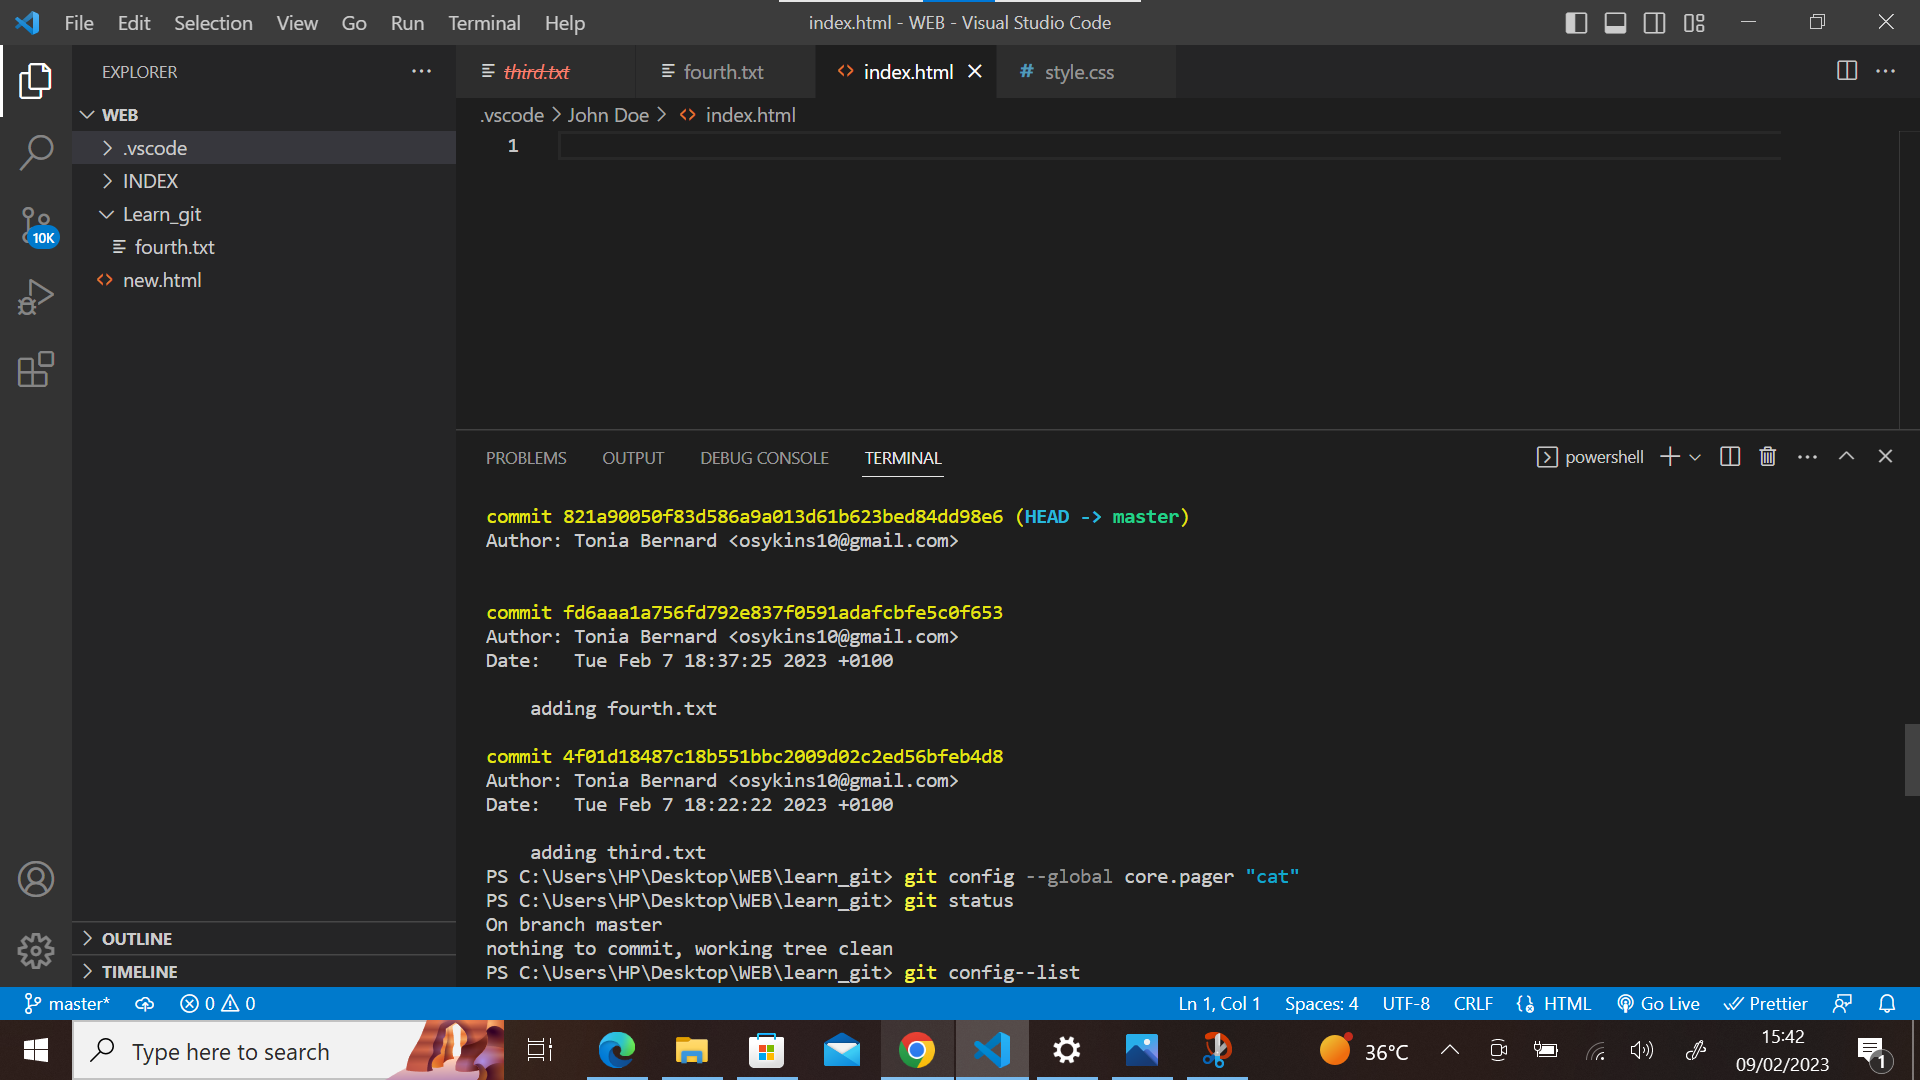 File Edit Selection View Go Run Terminal Help
index.html - WEB - Visual Studio Code
EXPLORER
WEB
.vscode
INDEX
Learn_git
fourth.txt
new.html
10K
OUTLINE
TIMELINE
third.txt
fourth.txt
index.html
# style.css
.vscode > John Doe > index.html
1
PROBLEMS OUTPUT DEBUG CONSOLE TERMINAL
powershell
commit 821a90050f83d586a9a013d61b623bed84dd98e6 (HEAD -> master)
Author: Tonia Bernard <osykins10@gmail.com>
commit fd6aaa1a756fd792e837f0591adafcbfe5c0f653
Author: Tonia Bernard <osykins10@gmail.com>
Date:   Tue Feb 7 18:37:25 2023 +0100
adding fourth.txt
commit 4f01d18487c18b551bbc2009d02c2ed56bfeb4d8
Author: Tonia Bernard <osykins10@gmail.com>
Date:   Tue Feb 7 18:22:22 2023 +0100
adding third.txt
PS C:\Users\HP\Desktop\WEB\learn_git> git config --global core.pager "cat"
PS C:\Users\HP\Desktop\WEB\learn_git> git status
On branch master
nothing to commit, working tree clean
PS C:\Users\HP\Desktop\WEB\learn_git> git config--list
master* 0 0
Ln 1, Col 1 Spaces: 4 UTF-8 CRLF HTML Go Live Prettier
Type here to search
36°C
15:42
09/02/2023
1